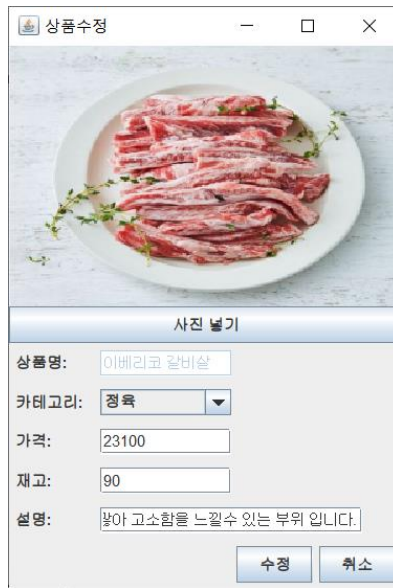 상품수정
사진 넣기
상품명: 이베리코 갈비살
카테고리: 정육
가격: 23100
재고: 90
설명: 고소함을 느낄수 있는 부위 입니다.
수정 취소